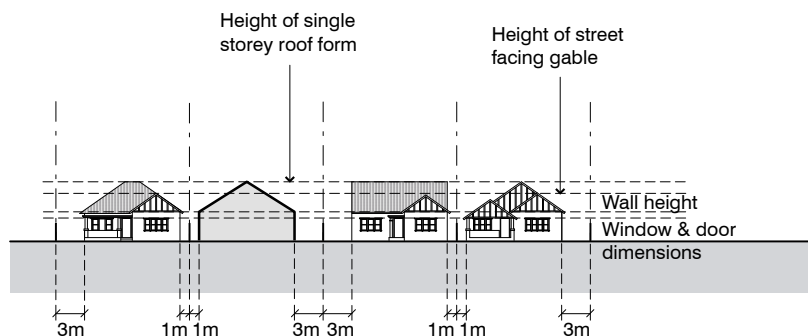 Height of single
storey roof form
Height of street
facing gable
Wall height
Window & door
dimensions
3m
1m
1m
3m
3m
1m
1m
3m